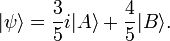 |ψ⟩ = 3/5 i|A⟩ + 4/5 |B⟩.